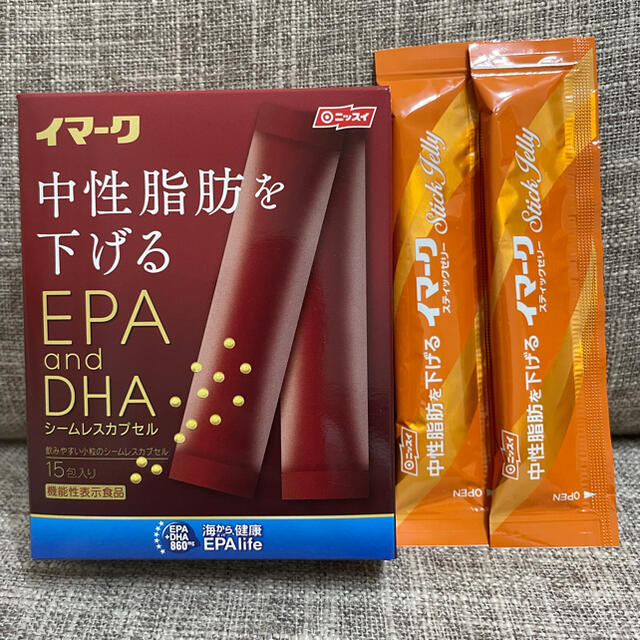 イマーク
ニッスイ
中性脂肪を
下げる
EPA
and
DHA
シームレスカプセル
飲みやすい小粒のシームレスカプセル
15包入り
機能性表示食品
EPA
+DHA
860mg
海から、健康
EPA life
ニッスイ
中性脂肪を下げる イマーク Stick Jelly
スティックゼリー
OPEN
ニッスイ
中性脂肪を下げる イマーク Stick Jelly
スティックゼリー
OPEN